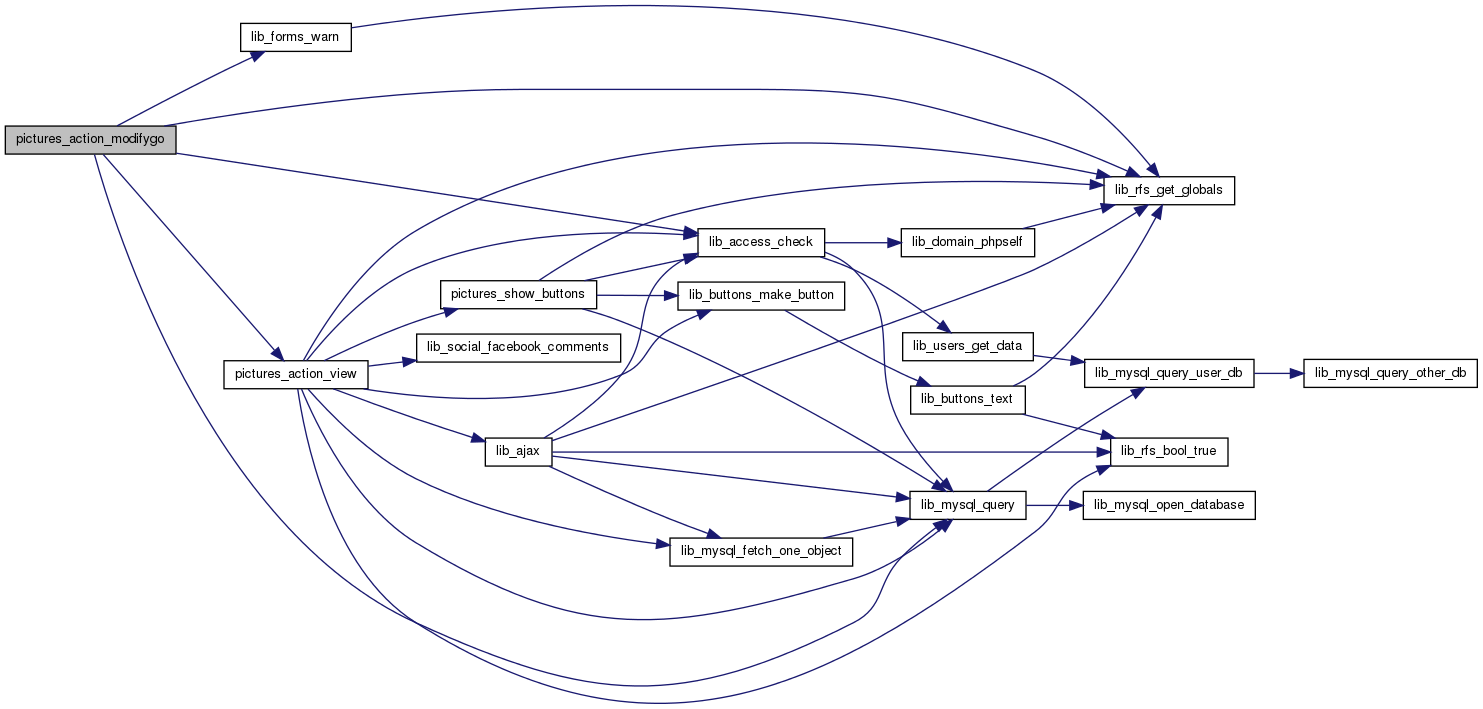 lib_forms_warn
pictures_action_modifygo
lib_rfs_get_globals
lib_access_check
lib_domain_phpself
pictures_show_buttons
lib_buttons_make_button
lib_social_facebook_comments
lib_users_get_data
pictures_action_view
lib_mysql_query_user_db
lib_mysql_query_other_db
lib_buttons_text
lib_ajax
lib_rfs_bool_true
lib_mysql_query
lib_mysql_open_database
lib_mysql_fetch_one_object